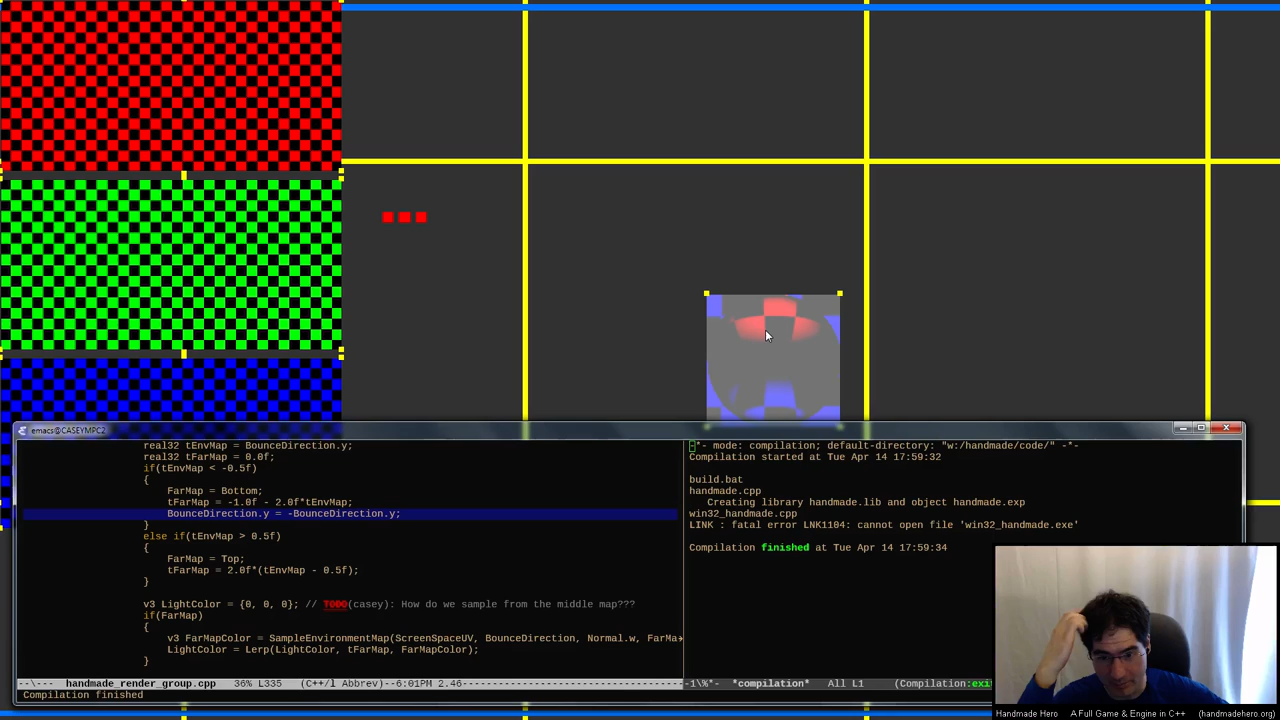 emacs@CASEYMPC2
real32 tEnvMap = BounceDirection.y;
real32 tFarMap = 0.0f;
if(tEnvMap < -0.5f)
{
FarMap = Bottom;
tFarMap = -1.0f - 2.0f*tEnvMap;
BounceDirection.y = -BounceDirection.y;
}
else if(tEnvMap > 0.5f)
{
FarMap = Top;
tFarMap = 2.0f*(tEnvMap - 0.5f);
}
v3 LightColor = {0, 0, 0}; // TODO(casey): How do we sample from the middle map???
if(FarMap)
{
v3 FarMapColor = SampleEnvironmentMap(ScreenSpaceUV, BounceDirection, Normal.w, FarMa
LightColor = Lerp(LightColor, tFarMap, FarMapColor);
}
--\--- handmade_render_group.cpp 36% L335 (C++/l Abbrev)--6:01PM 2.46
Compilation finished
-*- mode: compilation; default-directory: "w:/handmade/code/" -*-
Compilation started at Tue Apr 14 17:59:32
build.bat
handmade.cpp
Creating library handmade.lib and object handmade.exp
win32_handmade.cpp
LINK : fatal error LNK1104: cannot open file 'win32_handmade.exe'
Compilation finished at Tue Apr 14 17:59:34
-1\%*- *compilation* All L1 (Compilation:exi
Handmade Hero A Full Game & Engine in C++ (handmadehero.org)